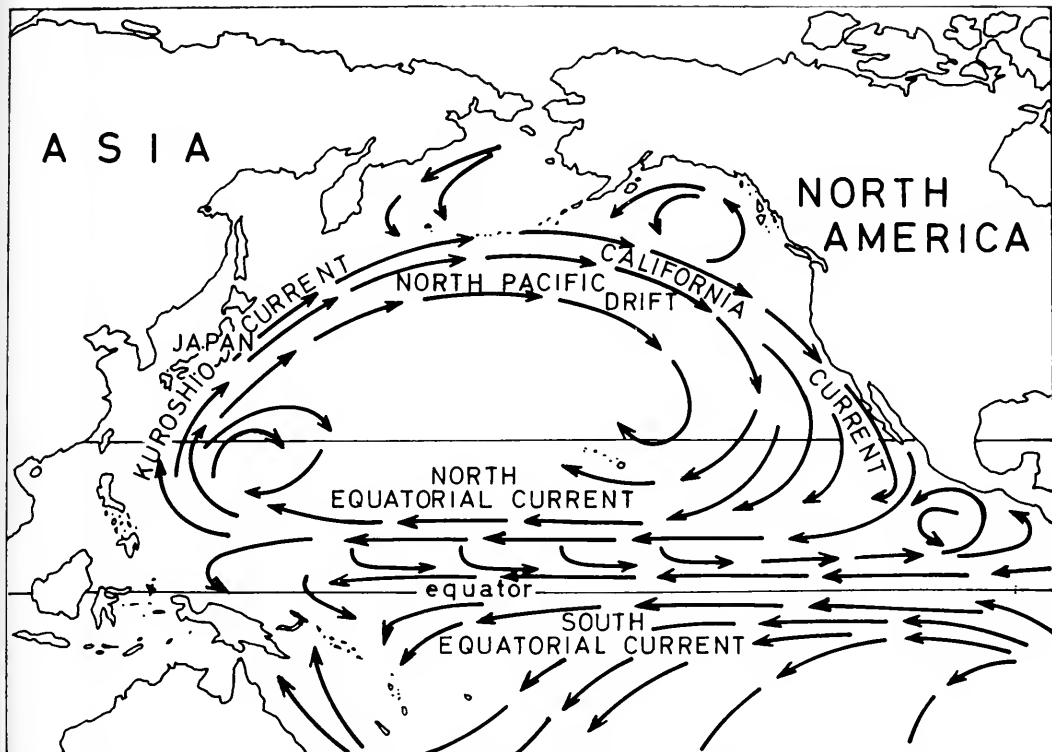 ASIA
NORTH
AMERICA
KUROSHIO
JAPAN CURRENT
NORTH PACIFIC
DRIFT
CALIFORNIA
CURRENT
NORTH
EQUATORIAL CURRENT
equator
SOUTH
EQUATORIAL CURRENT